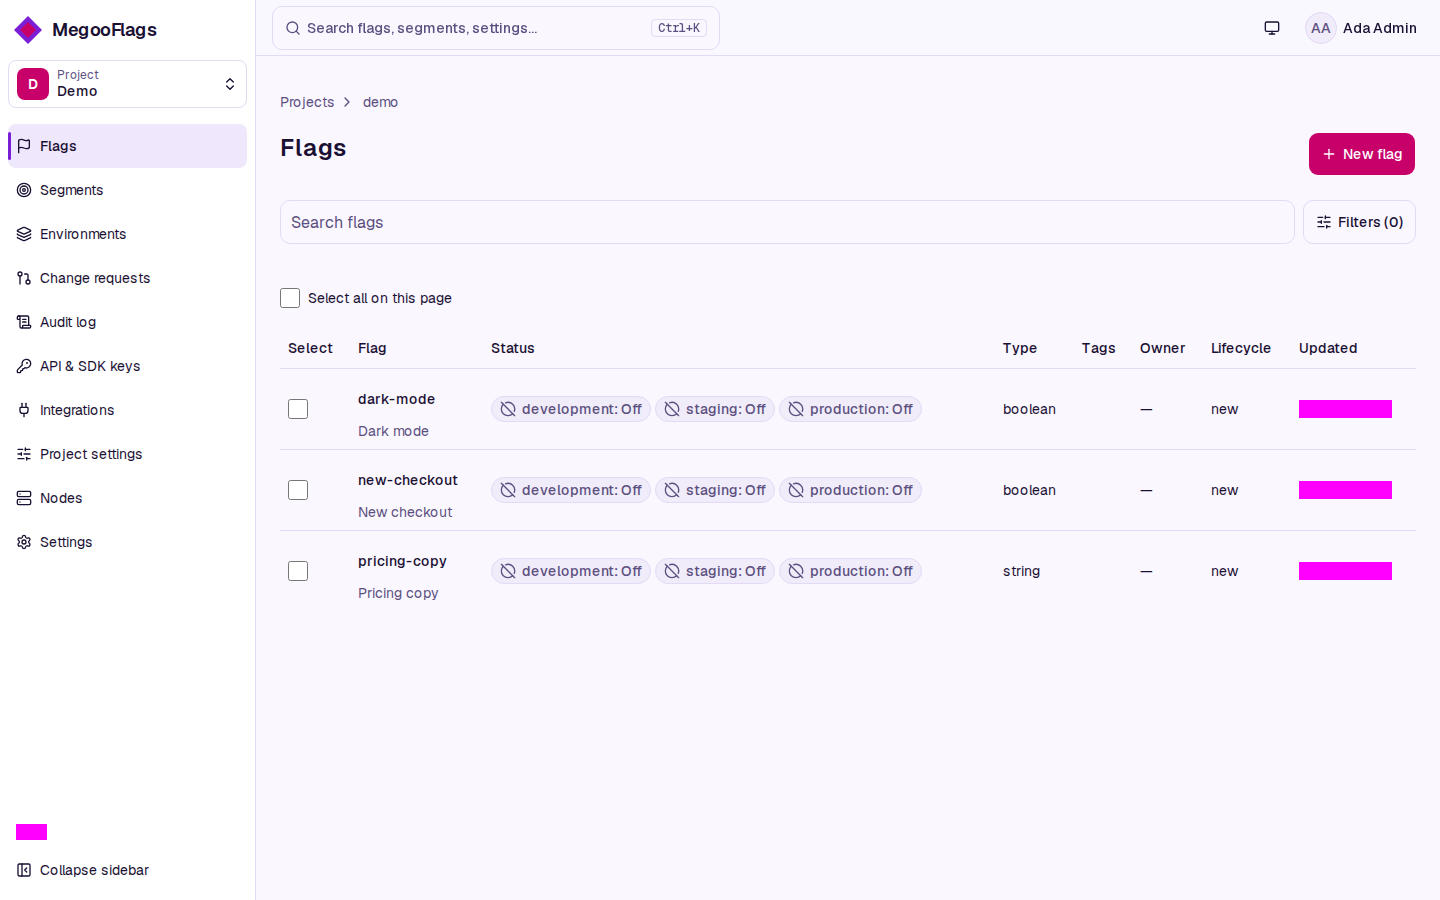 MegooFlags
Search flags, segments, settings...
Ctrl+K
AA
Ada Admin
D
Project
Demo
Flags
Segments
Environments
Change requests
Audit log
API & SDK keys
Integrations
Project settings
Nodes
Settings
Collapse sidebar
Projects
demo
Flags
New flag
Search flags
Filters (0)
Select all on this page
Select Flag Status Type Tags Owner Lifecycle Updated
dark-mode
Dark mode
development: Off staging: Off production: Off boolean — new
new-checkout
New checkout
development: Off staging: Off production: Off boolean — new
pricing-copy
Pricing copy
development: Off staging: Off production: Off string — new